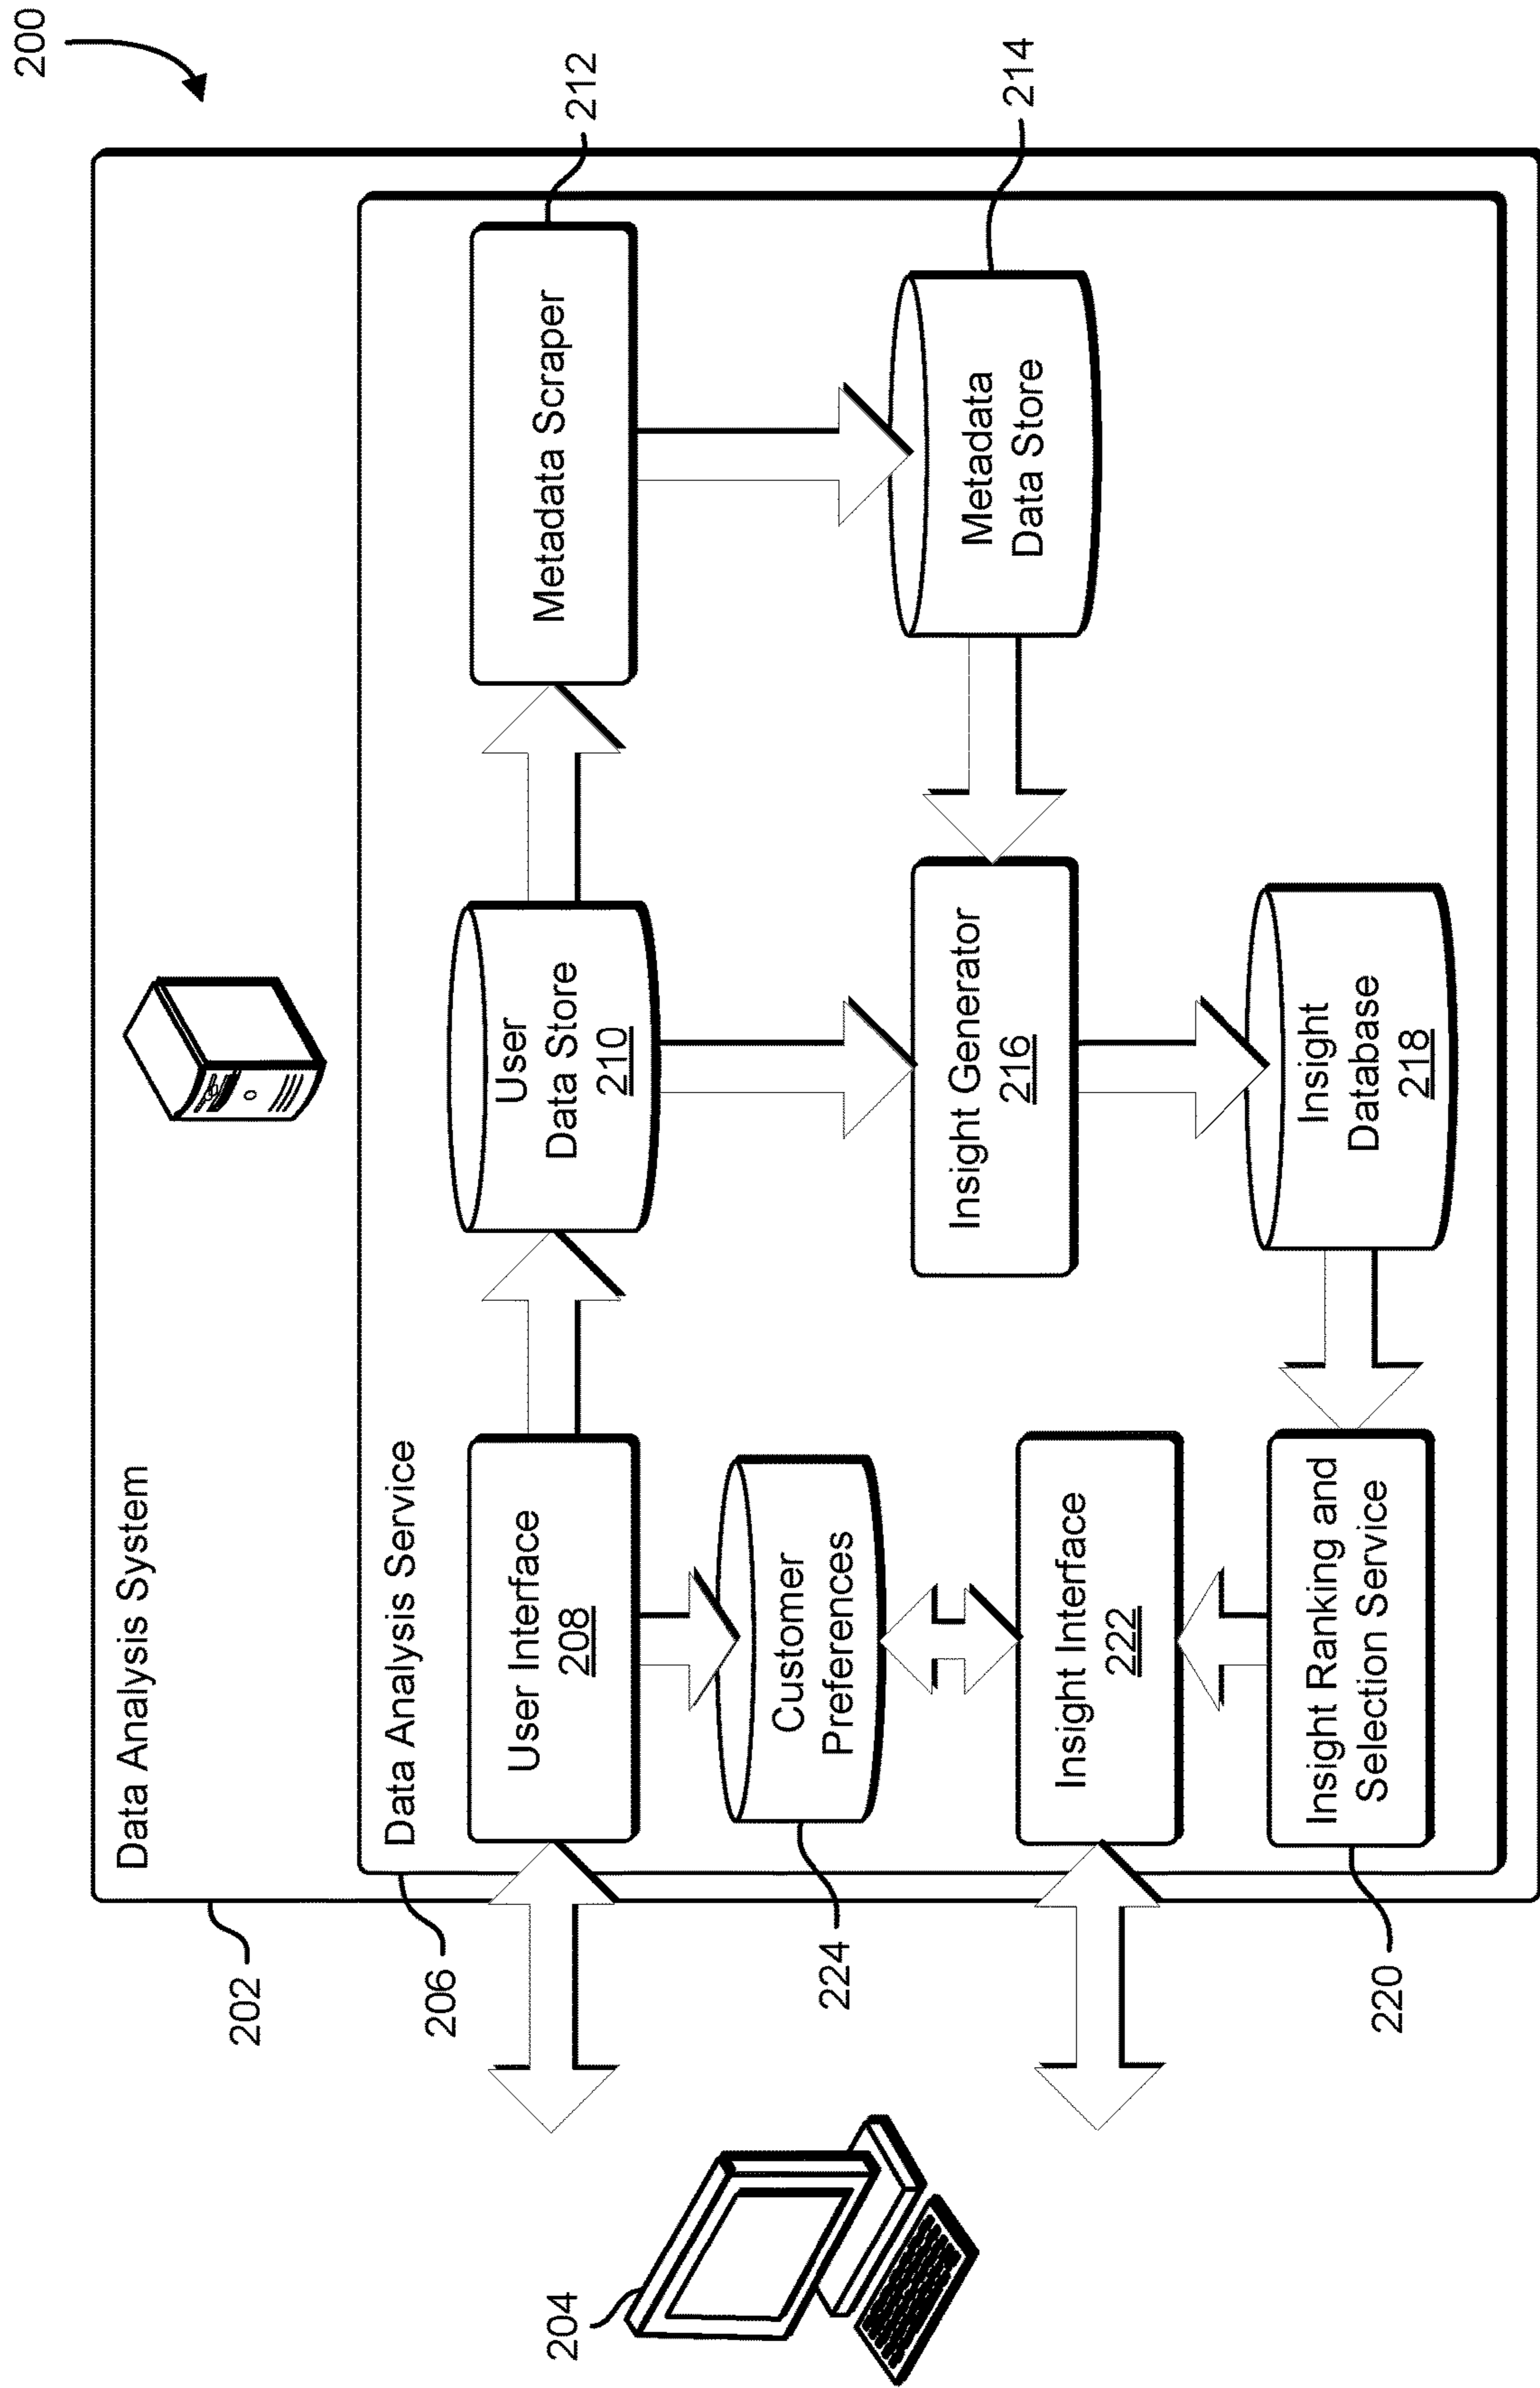 200
Data Analysis System
202
Data Analysis Service
206
204
User Interface
208
User
Data Store
210
Metadata Scraper
212
Customer
Preferences
224
Insight Generator
216
Metadata
Data Store
214
Insight Interface
222
Insight Ranking and
Selection Service
220
Insight
Database
218